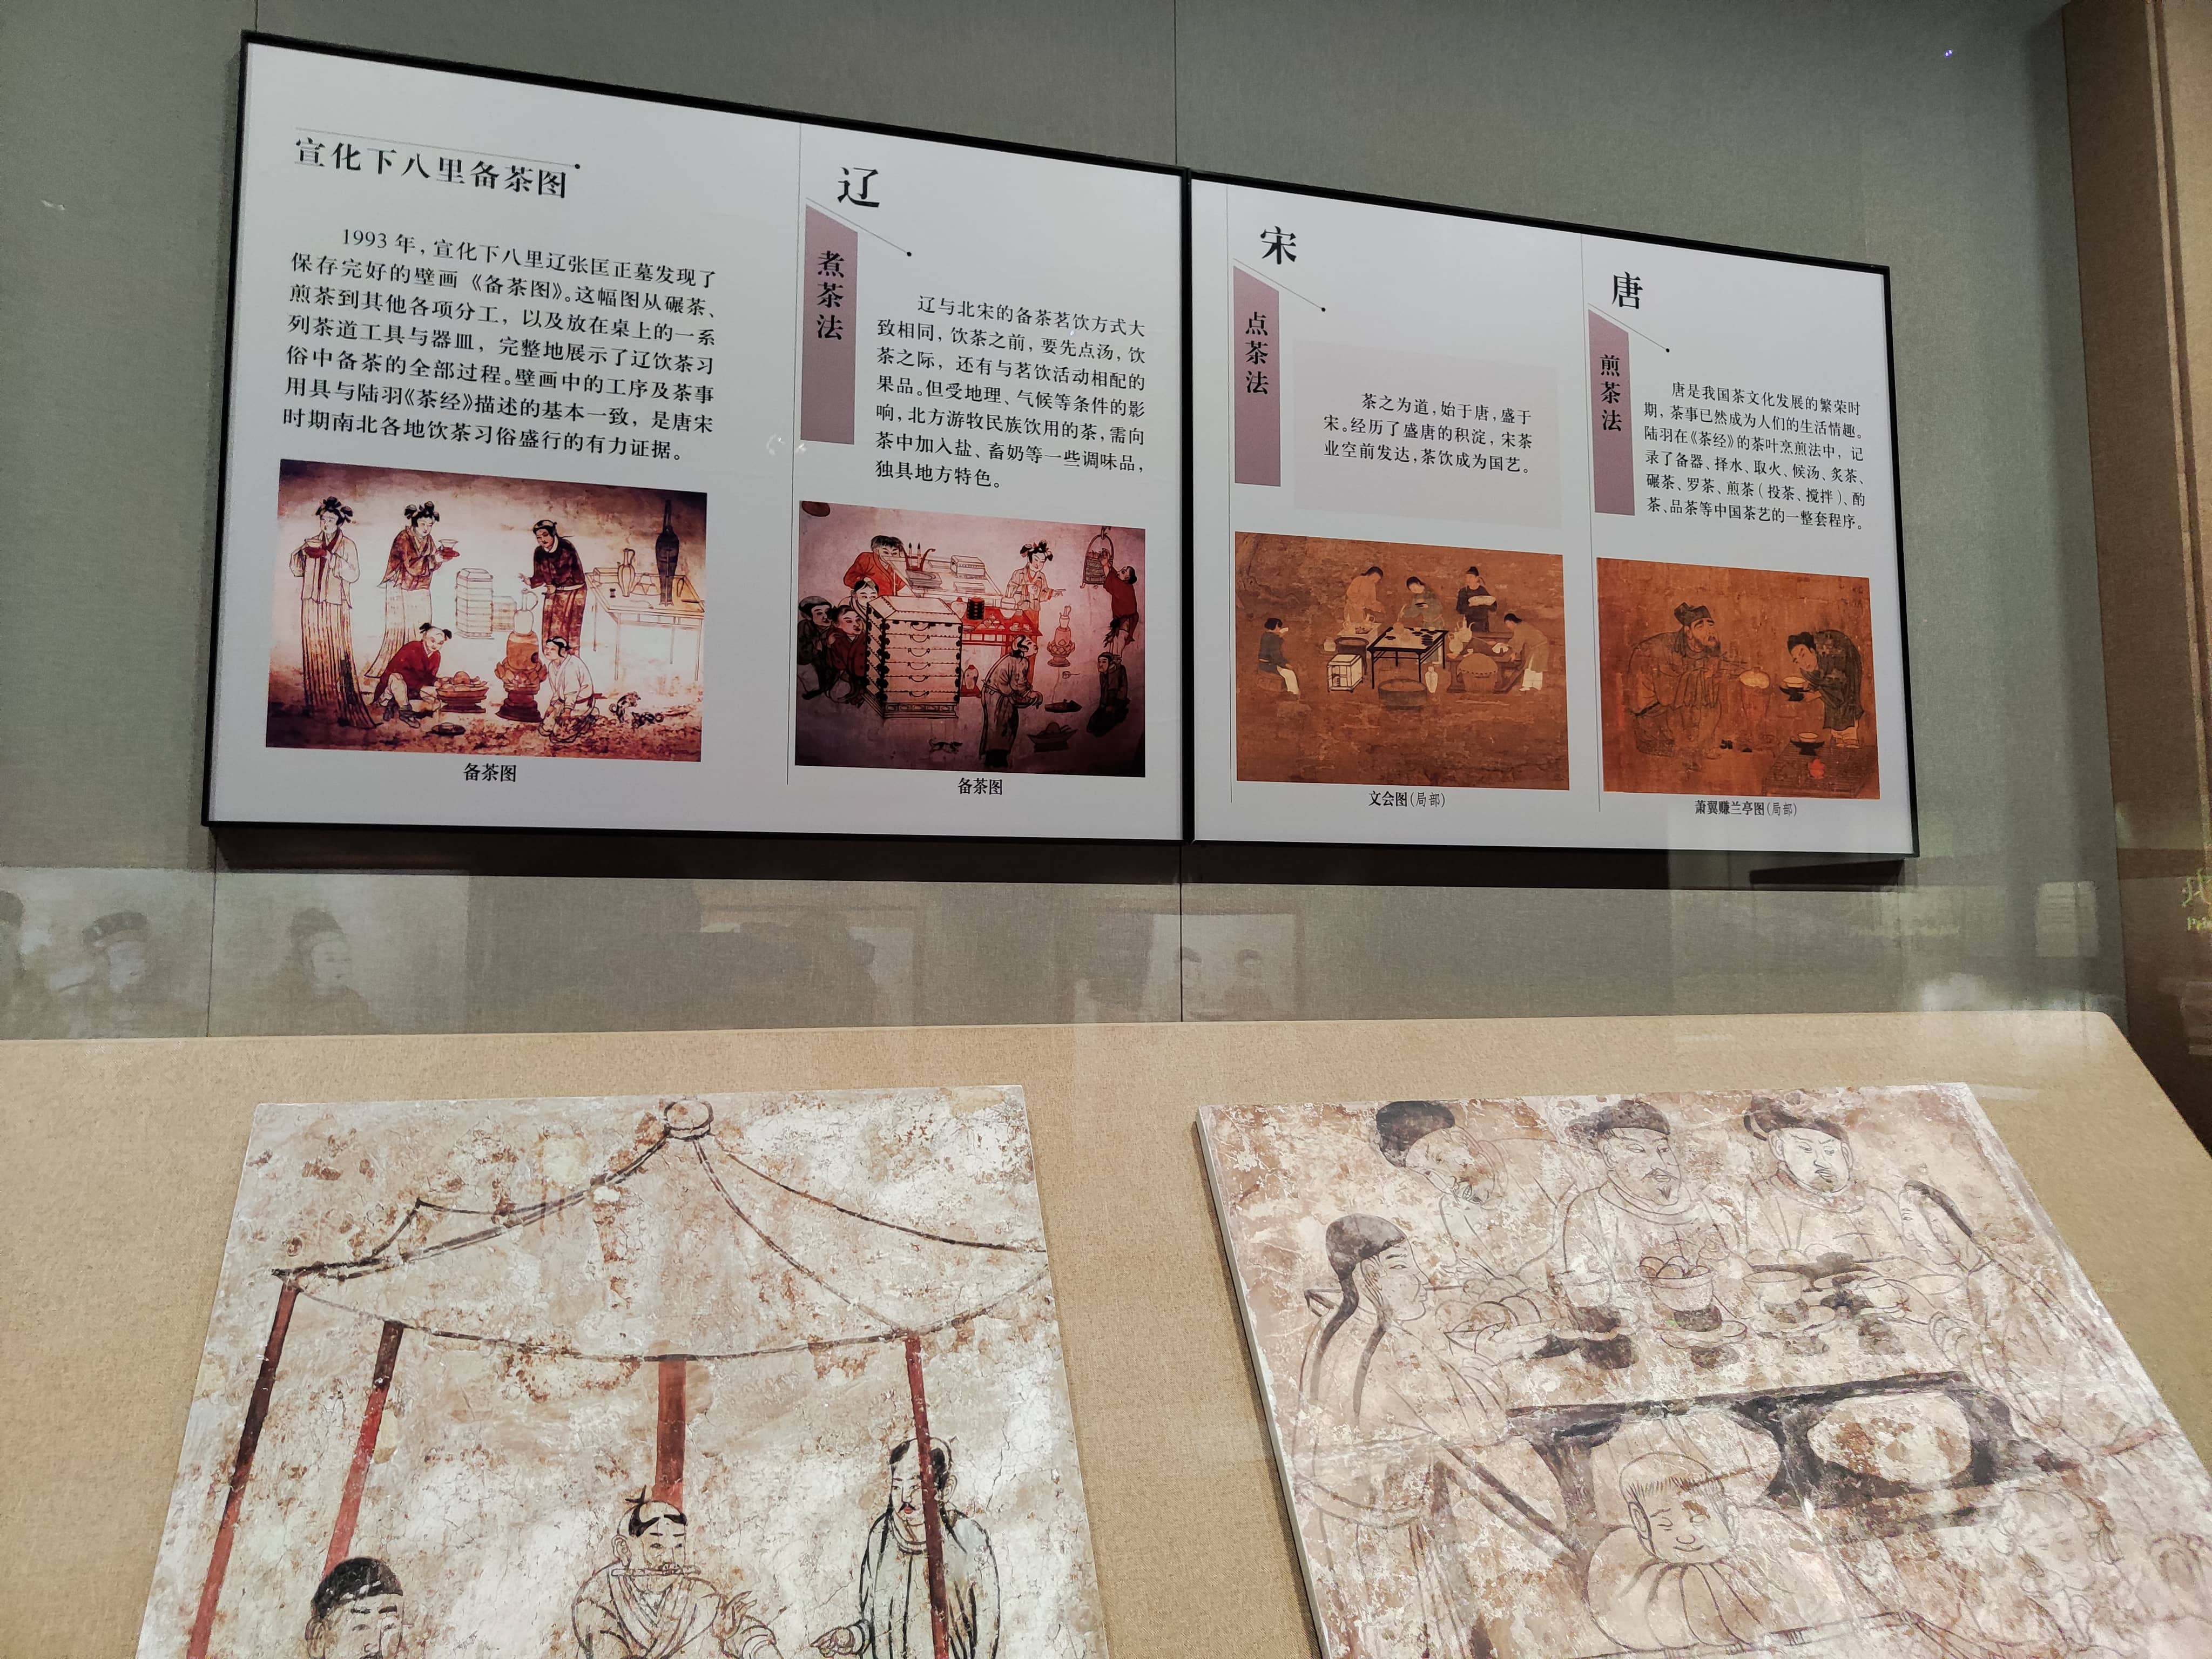 宣化下八里备茶图
1993 年，宣化下八里辽张匡正墓发现了
保存完好的壁画《备茶图》。这幅图从碾茶、
煎茶到其他各项分工，以及放在桌上的一系
列茶道工具与器皿，完整地展示了辽饮茶习
俗中备茶的全部过程。壁画中的工序及茶事
用具与陆羽《茶经》描述的基本一致，是唐宋
时期南北各地饮茶习俗盛行的有力证据。
备茶图
辽
煮茶法
辽与北宋的备茶茗饮方式大
致相同，饮茶之前，要先点汤，饮
茶之际，还有与茗饮活动相配的
果品。但受地理、气候等条件的影
响，北方游牧民族饮用的茶，需向
茶中加入盐、畜奶等一些调味品，
独具地方特色。
备茶图
宋
点茶法
茶之为道，始于唐，盛于
宋。经历了盛唐的积淀，宋茶
业空前发达，茶饮成为国艺。
文会图（局部）
唐
煎茶法
唐是我国茶文化发展的繁荣时
期，茶事已然成为人们的生活情趣。
陆羽在《茶经》的茶叶烹煎法中，记
录了备器、择水、取火、候汤、炙茶、
碾茶、罗茶、煎茶（投茶、搅拌）、酌
茶、品茶等中国茶艺的一整套程序。
萧翼赚兰亭图（局部）